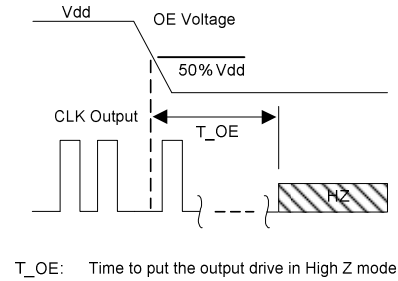 Vdd
OE Voltage
50% Vdd
CLK Output
T_OE
HZ
T_OE: Time to put the output drive in High Z mode